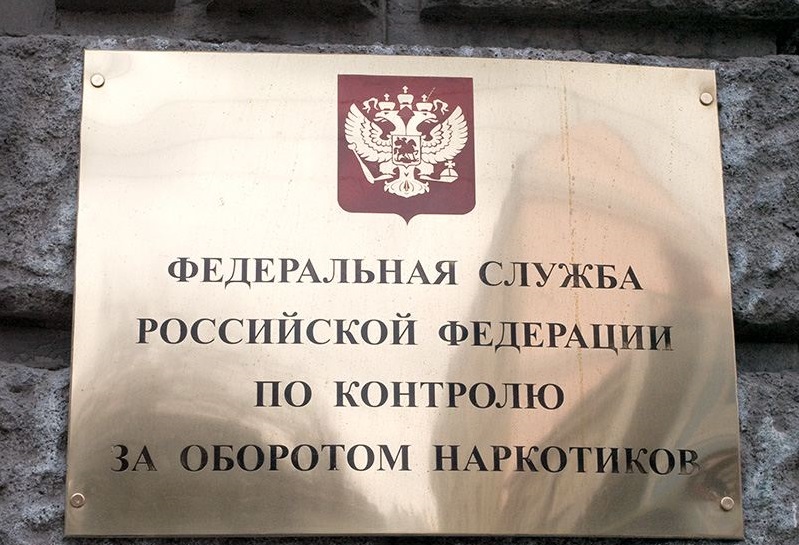 ФЕДЕРАЛЬНАЯ СЛУЖБА
РОССИЙСКОЙ ФЕДЕРАЦИИ
ПО КОНТРОЛЮ
ЗА ОБОРОТОМ НАРКОТИКОВ